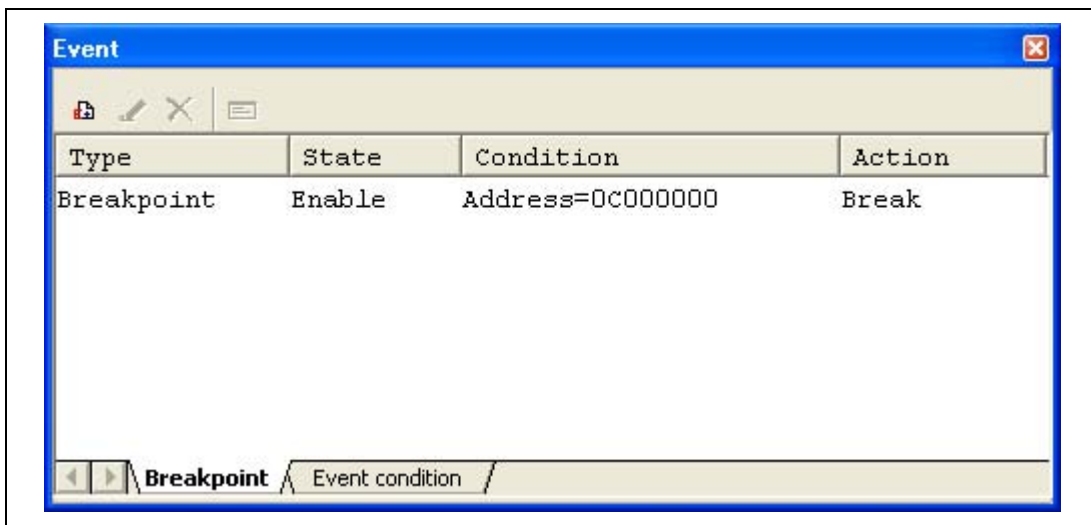 Event
Type State Condition Action
Breakpoint Enable Address=0C000000 Break
Breakpoint Event condition